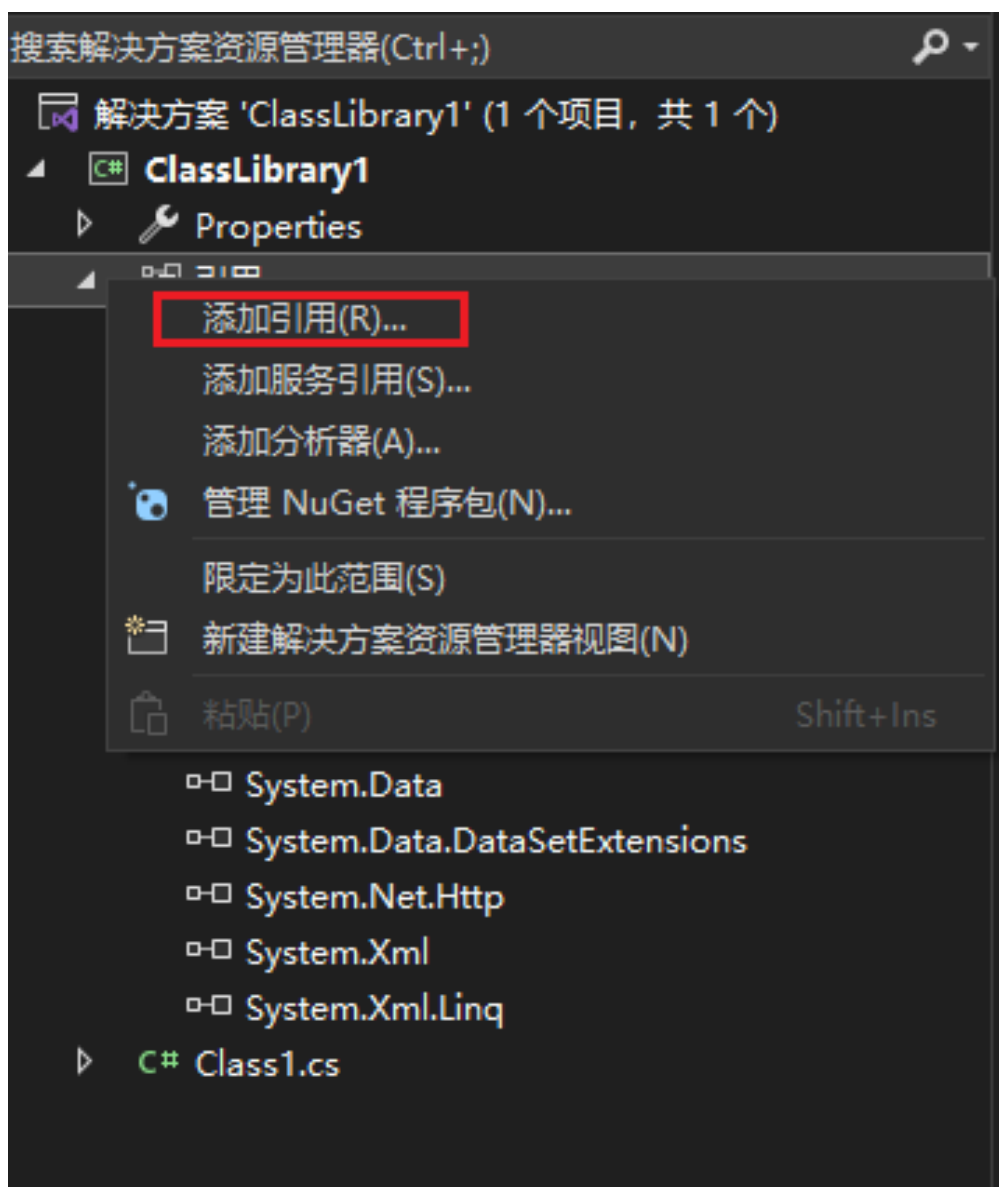 搜索解决方案资源管理器(Ctrl+;)
解决方案 'ClassLibrary1' (1 个项目，共 1 个)
C# ClassLibrary1
Properties
引用
添加引用(R)...
添加服务引用(S)...
添加分析器(A)...
管理 NuGet 程序包(N)...
限定为此范围(S)
新建解决方案资源管理器视图(N)
粘贴(P) Shift+Ins
System.Data
System.Data.DataSetExtensions
System.Net.Http
System.Xml
System.Xml.Linq
C# Class1.cs